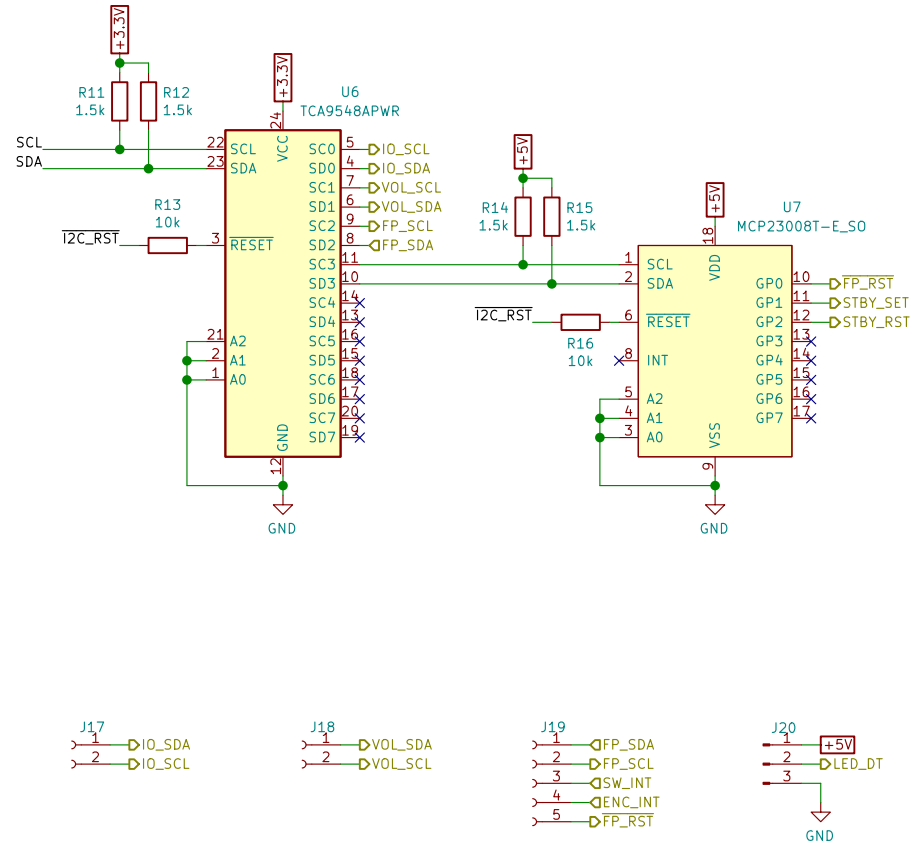 +3.3V
+3.3V
R11
1.5k
R12
1.5k
U6
TCA9548APWR
24
VCC
SCL
22
SCL
SDA
23
SDA
R13
10k
I2C_RST
3
RESET
21
A2
2
A1
1
A0
GND
12
GND
SC0
5
IO_SCL
SD0
4
IO_SDA
SC1
7
VOL_SCL
SD1
6
VOL_SDA
SC2
9
FP_SCL
SD2
8
FP_SDA
SC3
11
SD3
10
SC4
14
SD4
13
SC5
16
SD5
15
SC6
18
SD6
17
SC7
20
SD7
19
+5V
R14
1.5k
R15
1.5k
+5V
U7
MCP23008T-E_SO
18
VDD
1
SCL
2
SDA
I2C_RST
R16
10k
6
RESET
8
INT
5
A2
4
A1
3
A0
VSS
9
GND
GP0
10
FP_RST
GP1
11
STBY_SET
GP2
12
STBY_RST
GP3
13
GP4
14
GP5
15
GP6
16
GP7
17
J17
1
IO_SDA
2
IO_SCL
J18
1
VOL_SDA
2
VOL_SCL
J19
1
FP_SDA
2
FP_SCL
3
SW_INT
4
ENC_INT
5
FP_RST
J20
1
+5V
2
LED_DT
3
GND